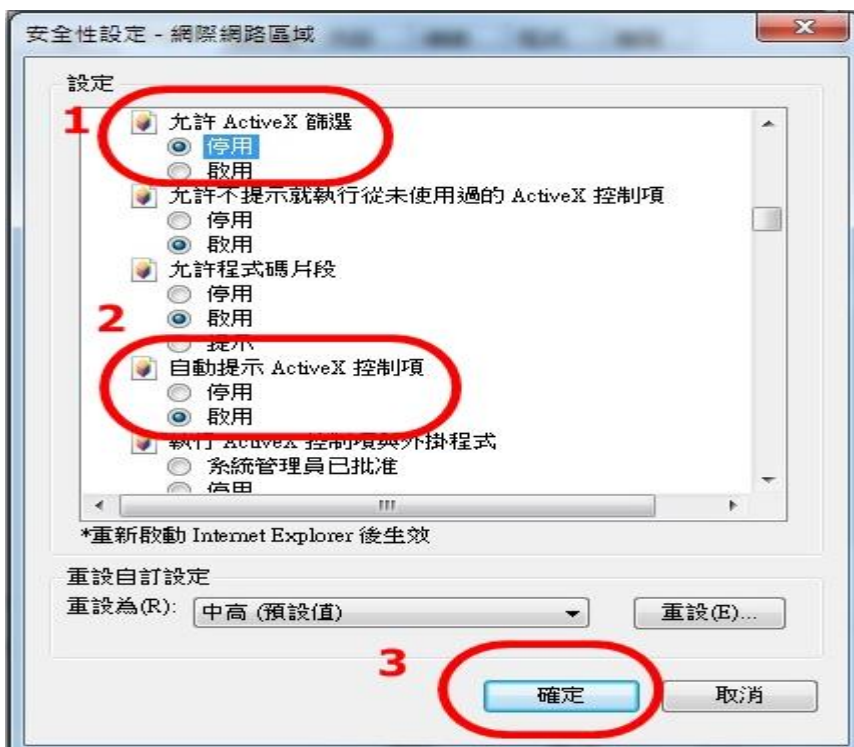 安全性設定 - 網際網路區域
設定
1
允許 ActiveX 篩選
停用
啟用
允許不提示就執行從未使用過的 ActiveX 控制項
停用
啟用
允許程式碼片段
停用
2
啟用
提示
自動提示 ActiveX 控制項
停用
啟用
執行 ActiveX 控制項與外掛程式
系統管理員已批准
停用
*重新啟動 Internet Explorer 後生效
重設自訂設定
重設為(R): 中高 (預設值) 重設(E)...
3
確定 取消